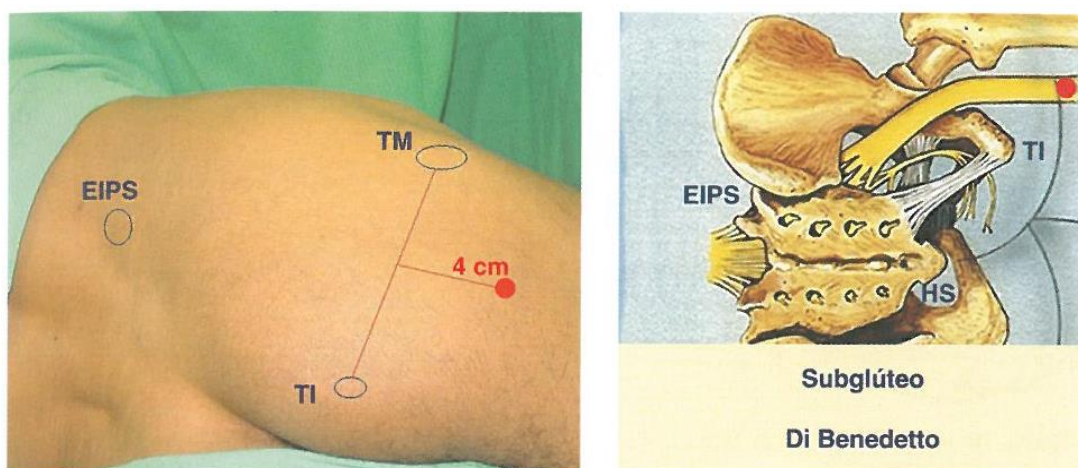 TM
EIPS
4 cm
TI
TI
EIPS
HS
Subglúteo
Di Benedetto